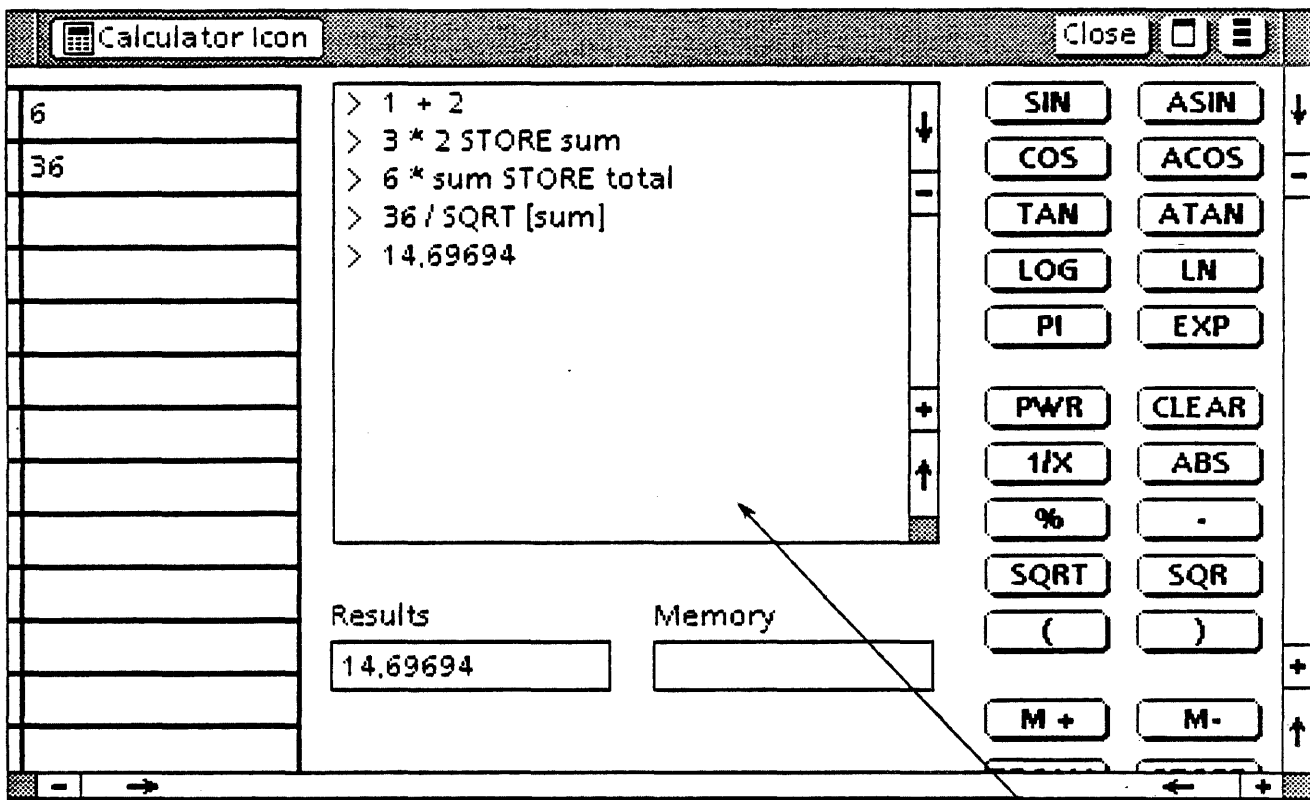 Calculator Icon
Close
6
36
> 1 + 2
> 3 * 2 STORE sum
> 6 * sum STORE total
> 36 / SQRT [sum]
> 14.69694
Results
Memory
14.69694
SIN ASIN
COS ACOS
TAN ATAN
LOG LN
PI EXP
PWR CLEAR
1/X ABS
% -
SQRT SQR
( )
M + M-